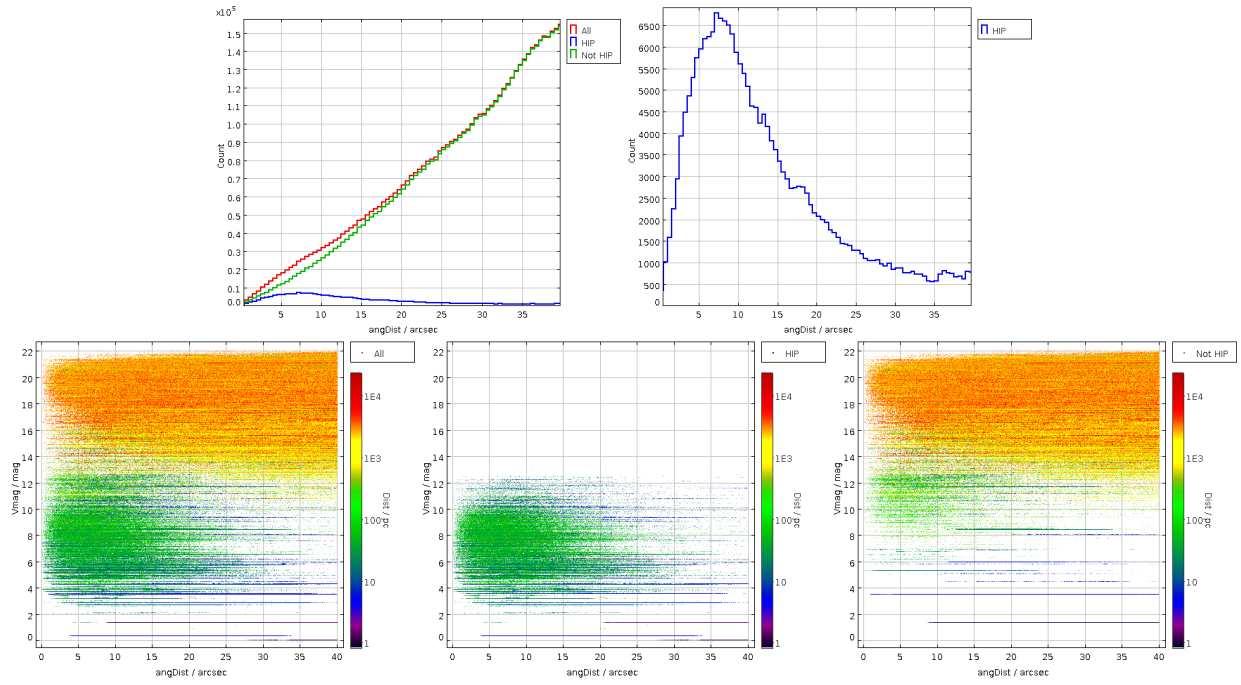 x10⁵
1.5
1.4
1.3
1.2
1.1
1.0
0.9
0.8
0.7
0.6
0.5
0.4
0.3
0.2
0.1
0.0
Count
5 10 15 20 25 30 35
angDist / arcsec
All
HIP
Not HIP
6500
6000
5500
5000
4500
4000
3500
3000
2500
2000
1500
1000
500
0
Count
5 10 15 20 25 30 35
angDist / arcsec
HIP
22
20
18
16
14
12
10
8
6
4
2
0
Vmag / mag
0 5 10 15 20 25 30 35 40
angDist / arcsec
All
1E4
1E3
100
10
1
Dist / pc
22
20
18
16
14
12
10
8
6
4
2
0
Vmag / mag
0 5 10 15 20 25 30 35 40
angDist / arcsec
HIP
1E4
1E3
100
10
1
Dist / pc
22
20
18
16
14
12
10
8
6
4
2
0
Vmag / mag
0 5 10 15 20 25 30 35 40
angDist / arcsec
Not HIP
1E4
1E3
100
10
1
Dist / pc